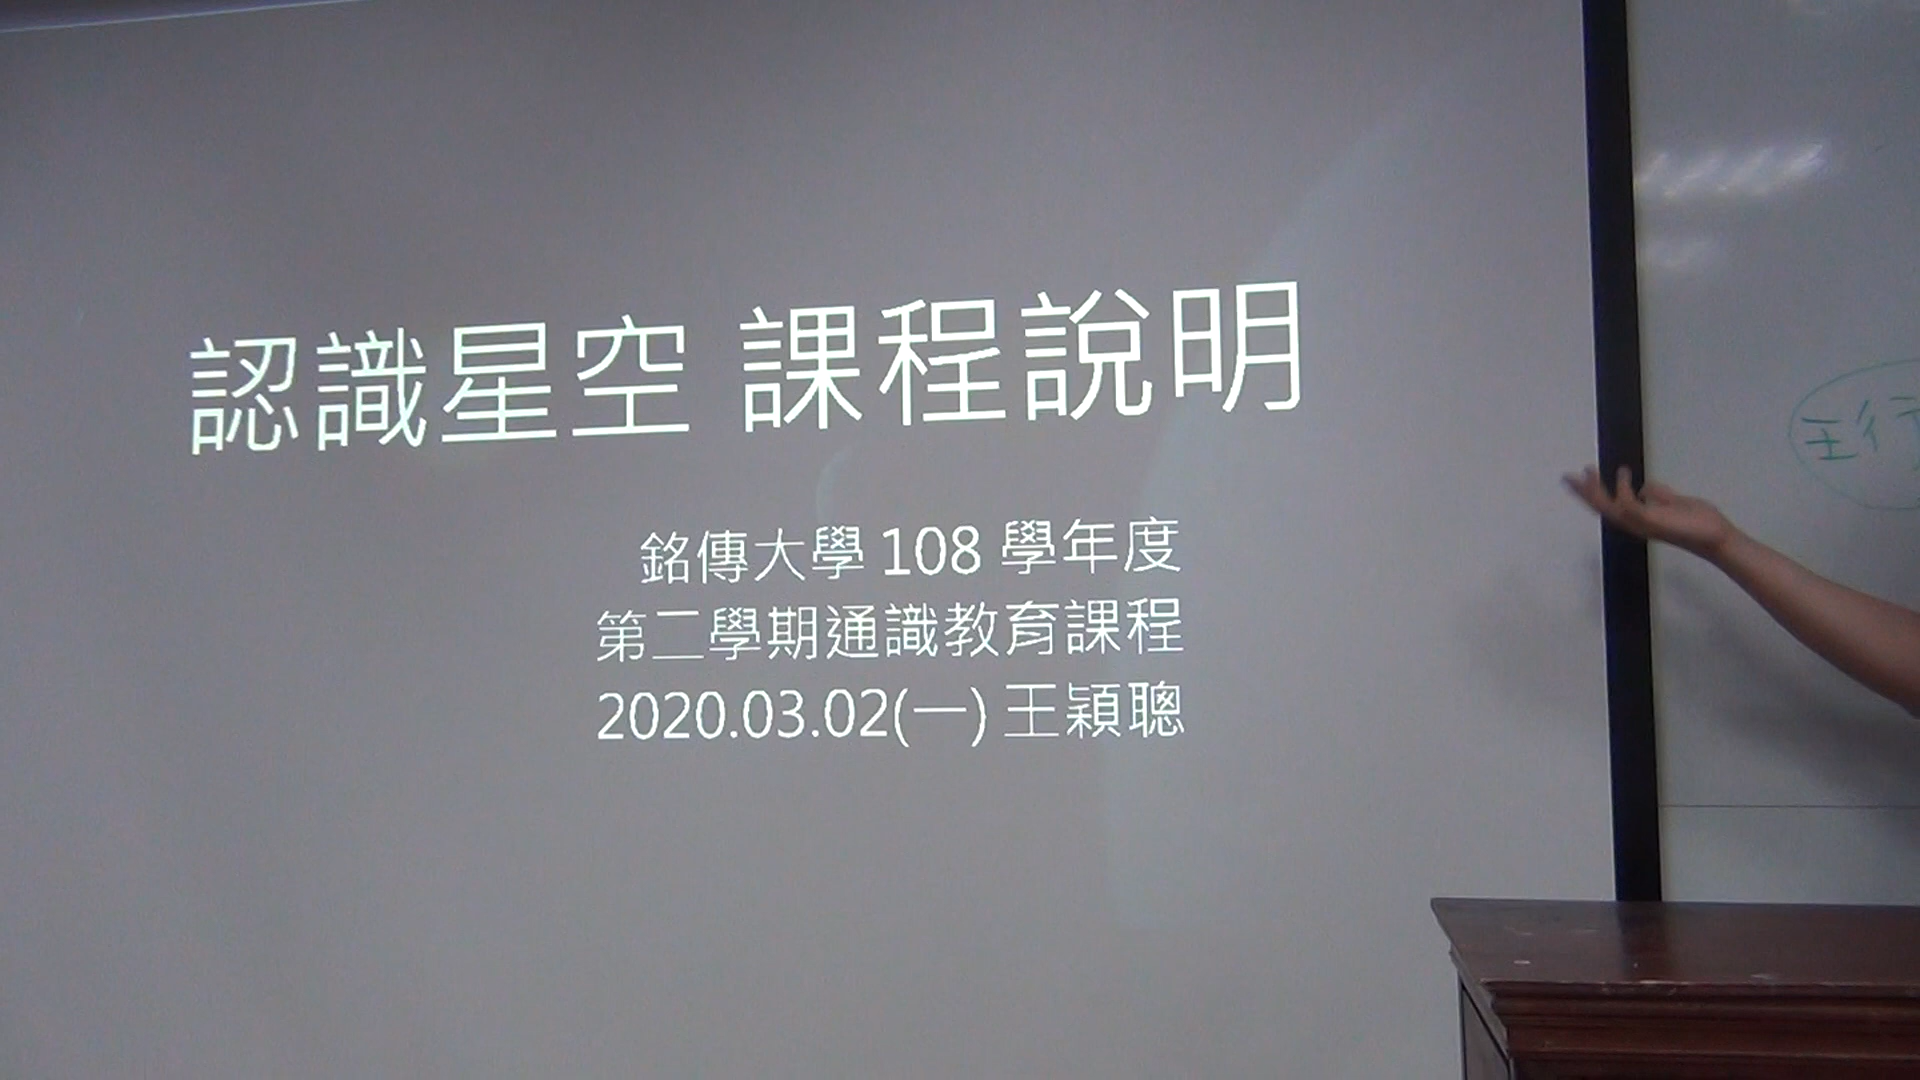 認識星空 課程說明
銘傳大學 108 學年度
第二學期通識教育課程
2020.03.02(一) 王穎聰